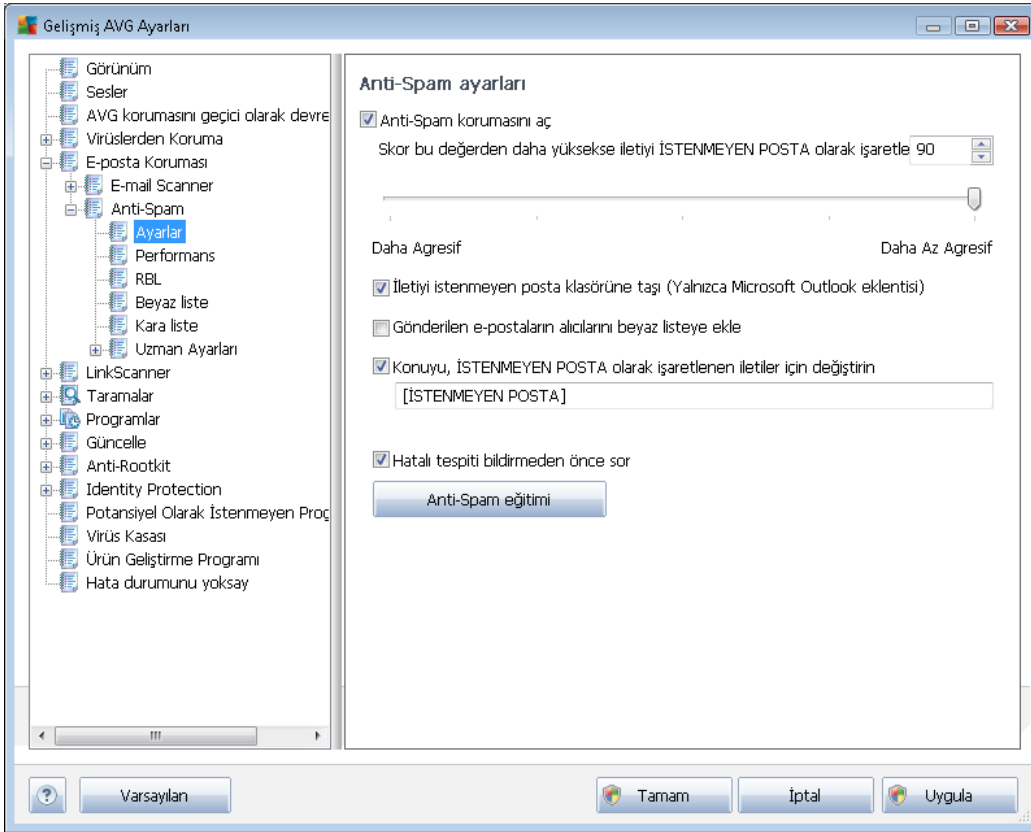 Gelişmiş AVG Ayarları
Görünüm
Sesler
AVG korumasını geçici olarak devre
Virüslerden Koruma
E-posta Koruması
E-mail Scanner
Anti-Spam
Ayarlar
Performans
RBL
Beyaz liste
Kara liste
Uzman Ayarları
LinkScanner
Taramalar
Programlar
Güncelle
Anti-Rootkit
Identity Protection
Potansiyel Olarak İstenmeyen Prog
Virüs Kasası
Ürün Geliştirme Programı
Hata durumunu yoksay
Anti-Spam ayarları
Anti-Spam korumasını aç
Skor bu değerden daha yüksekse iletiyi İSTENMEYEN POSTA olarak işaretle 90
Daha Agresif Daha Az Agresif
İletiyi istenmeyen posta klasörüne taşı (Yalnızca Microsoft Outlook eklentisi)
Gönderilen e-postaların alıcılarını beyaz listeye ekle
Konuyu, İSTENMEYEN POSTA olarak işaretlenen iletiler için değiştirin
[İSTENMEYEN POSTA]
Hatalı tespiti bildirmeden önce sor
Anti-Spam eğitimi
? Varsayılan Tamam İptal Uygula